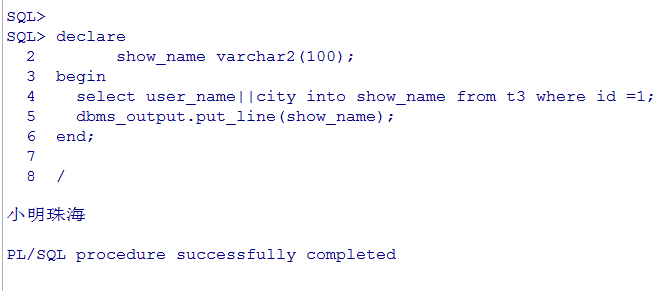 SQL>
SQL> declare
2 show_name varchar2(100);
3 begin
4 select user_name||city into show_name from t3 where id =1;
5 dbms_output.put_line(show_name);
6 end;
7
8 /
小明珠海
PL/SQL procedure successfully completed